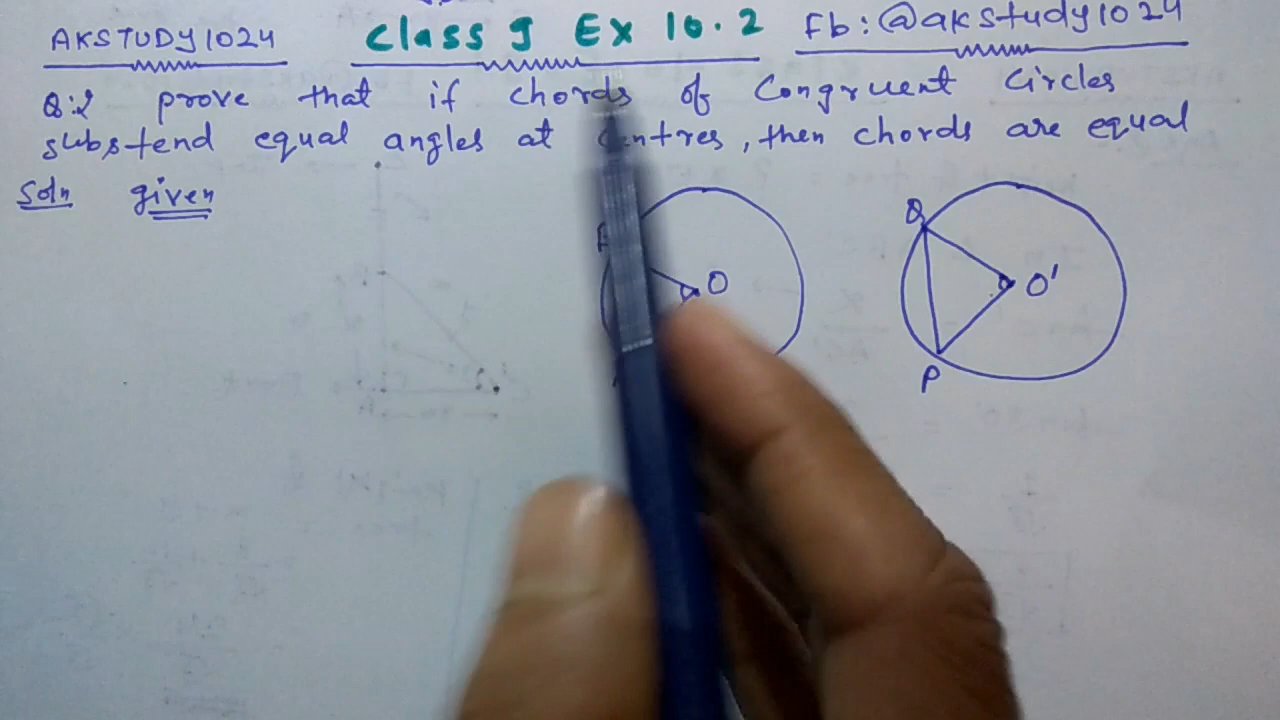 AKSTUDY1024 Class 9 Ex 10.2 Fb:@akstudy1024
Q:2 prove that if chords of Congruent Circles
substend equal angles at centres, then chords are equal
Soln given
O
Q
O'
P